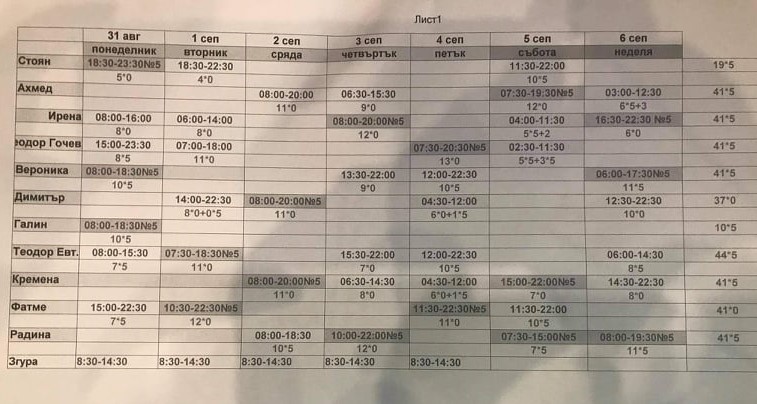 Лист1
31 авг 1 сеп 2 сеп 3 сеп 4 сеп 5 сеп 6 сеп
понеделник вторник сряда четвъртък петък събота неделя
Стоян 18:30-23:30№5 18:30-22:30 11:30-22:00 19*5
5*0 4*0 10*5
Ахмед 08:00-20:00 06:30-15:30 07:30-19:30№5 03:00-12:30 41*5
11*0 9*0 12*0 6*5+3
Ирена 08:00-16:00 06:00-14:00 08:00-20:00№5 04:00-11:30 16:30-22:30 №5 41*5
8*0 8*0 12*0 5*5+2 6*0
еодор Гочев 15:00-23:30 07:00-18:00 07:30-20:30№5 02:30-11:30 41*5
8*5 11*0 13*0 5*5+3*5
Вероника 08:00-18:30№5 13:30-22:00 12:00-22:30 06:00-17:30№5 41*5
10*5 9*0 10*5 11*5
Димитър 14:00-22:30 08:00-20:00№5 04:30-12:00 12:30-22:30 37*0
8*0+0*5 11*0 6*0+1*5 10*0
Галин 08:00-18:30№5 10*5
10*5
Теодор Евт. 08:00-15:30 07:30-18:30№5 15:30-22:00 12:00-22:30 06:00-14:30 44*5
7*5 11*0 7*0 10*5 8*5
Кремена 08:00-20:00№5 06:30-14:30 04:30-12:00 15:00-22:00№5 14:30-22:30 41*5
11*0 8*0 6*0+1*5 7*0 8*0
Фатме 15:00-22:30 10:30-22:30№5 11:30-22:30№5 11:30-22:00 41*0
7*5 12*0 11*0 10*5
Радина 08:00-18:30 10:00-22:00№5 07:30-15:00№5 08:00-19:30№5 41*5
10*5 12*0 7*5 11*5
Згура 8:30-14:30 8:30-14:30 8:30-14:30 8:30-14:30 8:30-14:30